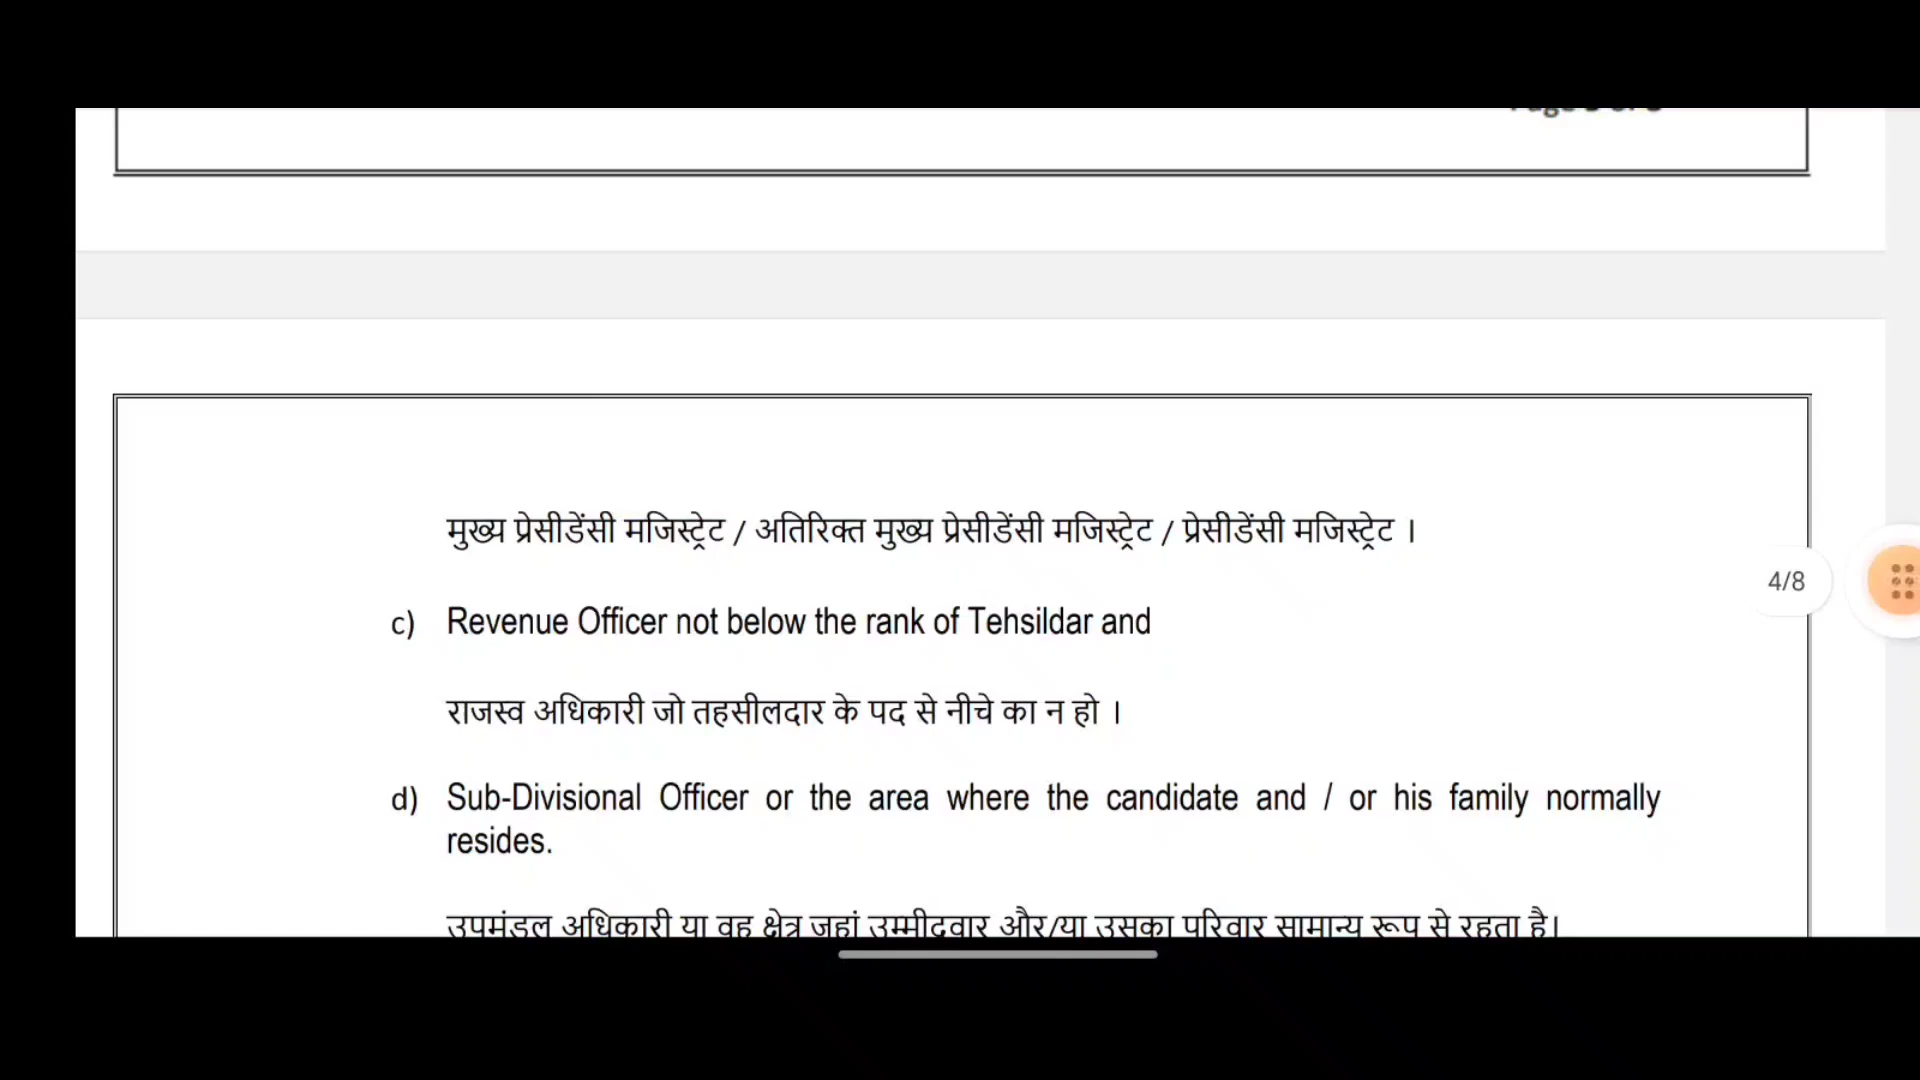 मुख्य प्रेसीडेंसी मजिस्ट्रेट / अतिरिक्त मुख्य प्रेसीडेंसी मजिस्ट्रेट / प्रेसीडेंसी मजिस्ट्रेट ।
c) Revenue Officer not below the rank of Tehsildar and
4/8
राजस्व अधिकारी जो तहसीलदार के पद से नीचे का न हो ।
d) Sub-Divisional Officer or the area where the candidate and / or his family normally
resides.
उपमंडल अधिकारी या वह क्षेत्र जहां उम्मीदवार और/या उसका परिवार सामान्य रूप से रहता है।